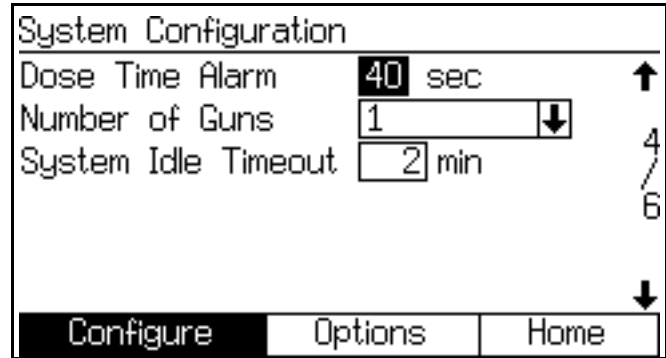 System Configuration
Dose Time Alarm 40 sec
Number of Guns 1
System Idle Timeout 2 min
4
/
6
Configure Options Home